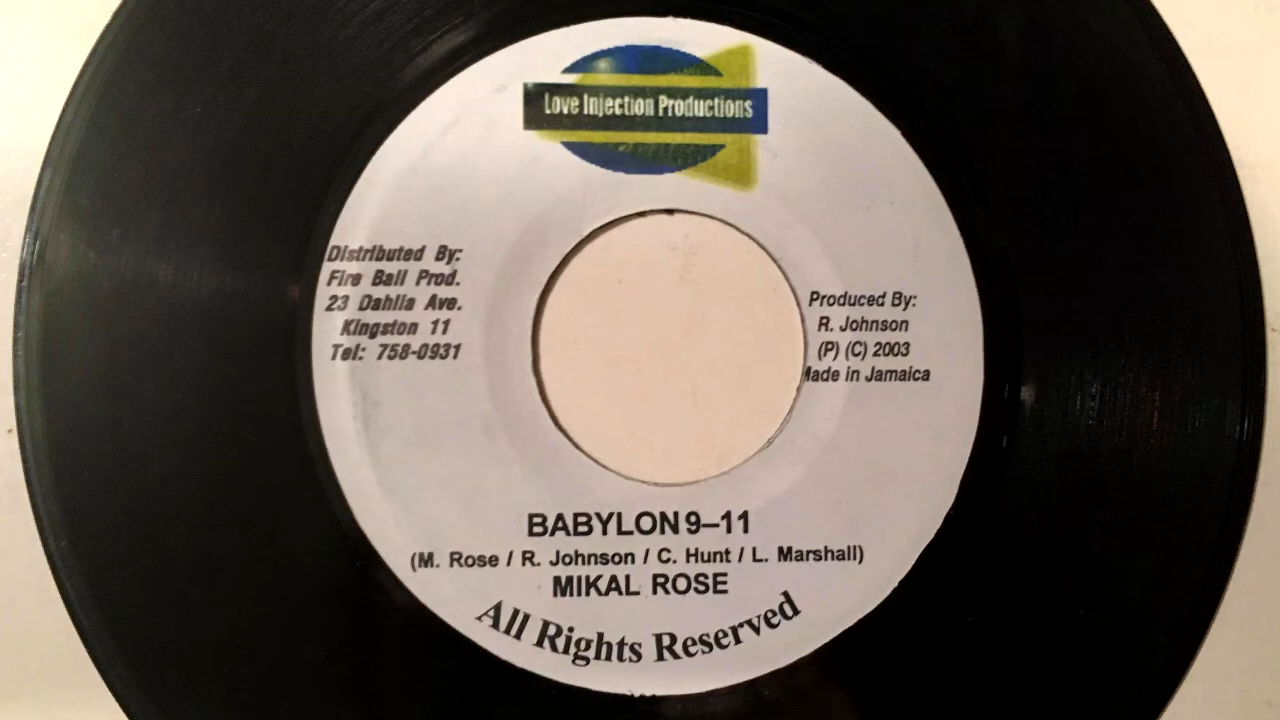 Love Injection Productions
Distributed By:
Fire Ball Prod.
23 Dahlia Ave.
Kingston 11
Tel: 758-0931
Produced By:
R. Johnson
(P) (C) 2003
Made in Jamaica
BABYLON 9–11
(M. Rose / R. Johnson / C. Hunt / L. Marshall)
MIKAL ROSE
All Rights Reserved